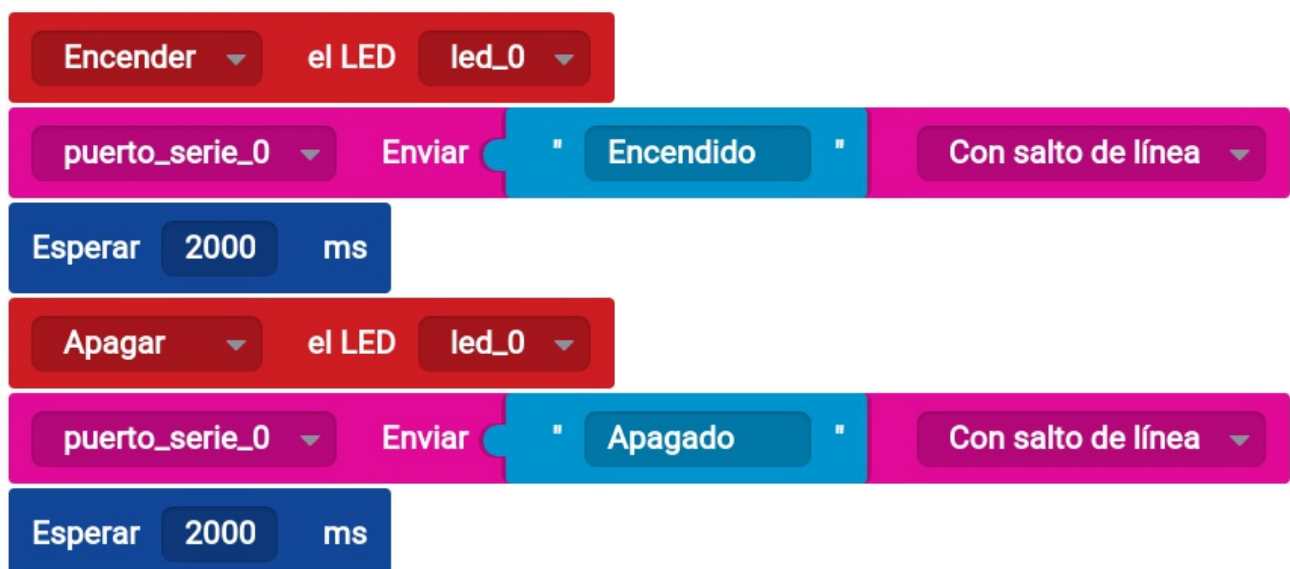 Encender el LED led_0
puerto_serie_0 Enviar " Encendido " Con salto de línea
Esperar 2000 ms
Apagar el LED led_0
puerto_serie_0 Enviar " Apagado " Con salto de línea
Esperar 2000 ms